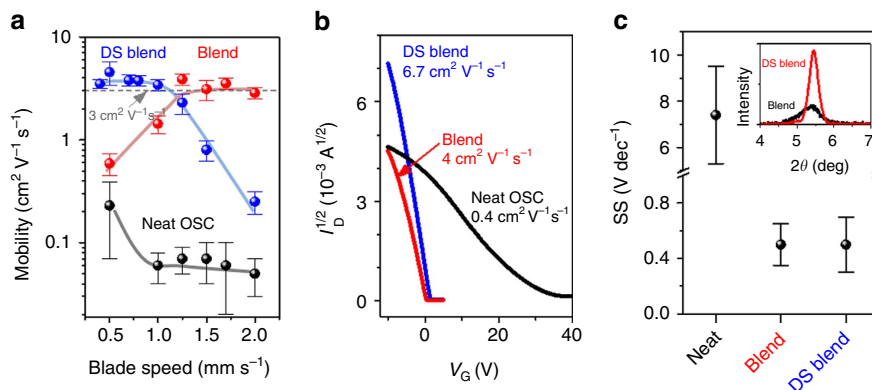 a
DS blend
Blend
3 cm² V⁻¹s⁻¹
Neat OSC
Mobility (cm² V⁻¹ s⁻¹)
10
1
0.1
0.5
1.0
1.5
2.0
Blade speed (mm s⁻¹)
b
DS blend
6.7 cm² V⁻¹ s⁻¹
Blend
4 cm² V⁻¹ s⁻¹
Neat OSC
0.4 cm² V⁻¹s⁻¹
I_D^1/2 (10⁻³ A^1/2)
6
3
0
0
20
40
V_G (V)
c
SS (V dec⁻¹)
10
8
6
0.8
0.4
0.0
Neat
Blend
DS blend
Intensity
DS blend
Blend
4
5
6
7
2θ (deg)